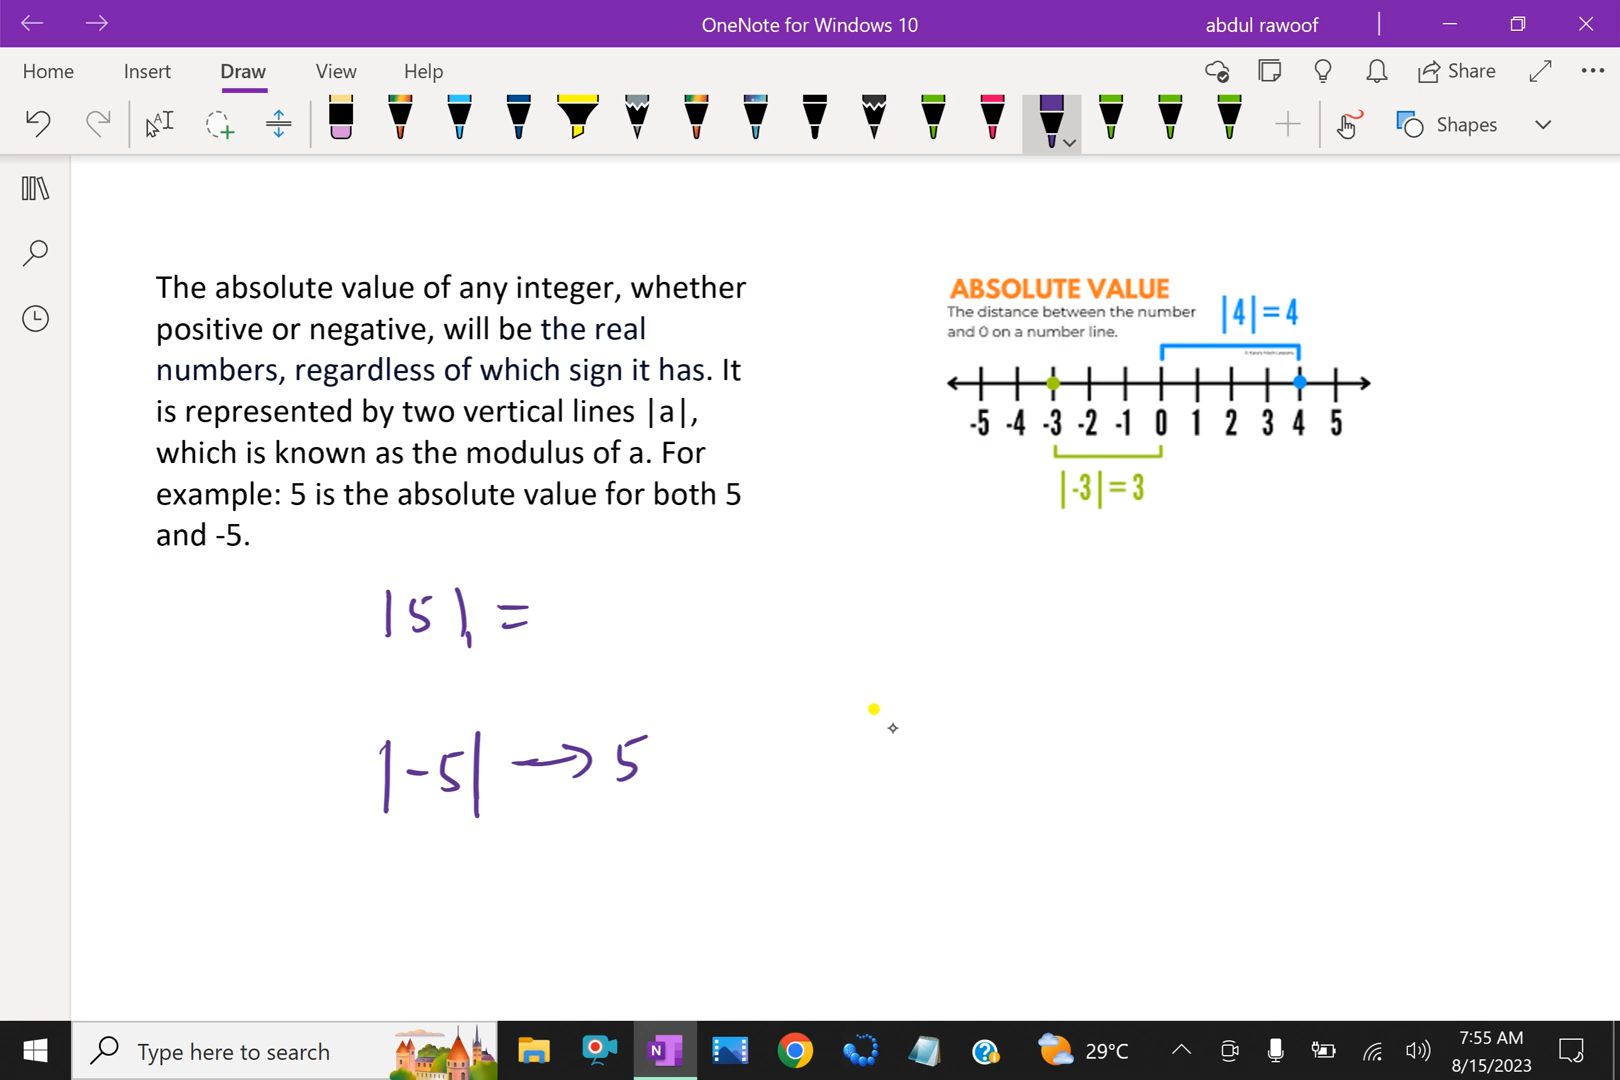 OneNote for Windows 10
abdul rawoof
Home Insert Draw View Help
Share
Shapes
The absolute value of any integer, whether
positive or negative, will be the real
numbers, regardless of which sign it has. It
is represented by two vertical lines |a|,
which is known as the modulus of a. For
example: 5 is the absolute value for both 5
and -5.
ABSOLUTE VALUE
The distance between the number
and 0 on a number line.
|4| = 4
-5 -4 -3 -2 -1 0 1 2 3 4 5
|-3| = 3
|5| =
|-5| → 5
Type here to search
29°C
7:55 AM
8/15/2023